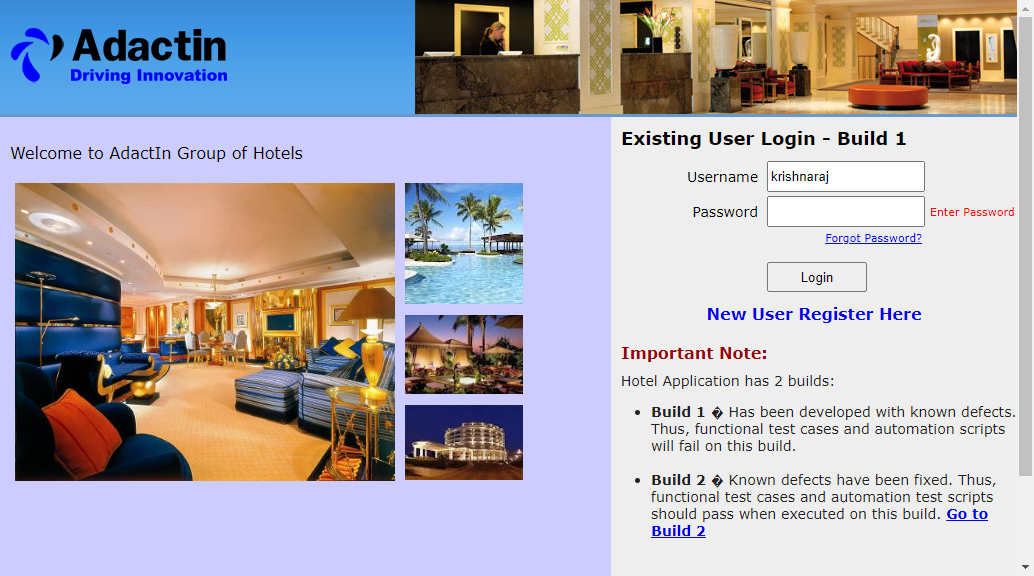 Adactin
Driving Innovation
Welcome to AdactIn Group of Hotels
Existing User Login - Build 1
Username krishnaraj
Password Enter Password
Forgot Password?
Login
New User Register Here
Important Note:
Hotel Application has 2 builds:
• Build 1 � Has been developed with known defects.
Thus, functional test cases and automation scripts
will fail on this build.
• Build 2 � Known defects have been fixed. Thus,
functional test cases and automation test scripts
should pass when executed on this build. Go to
Build 2